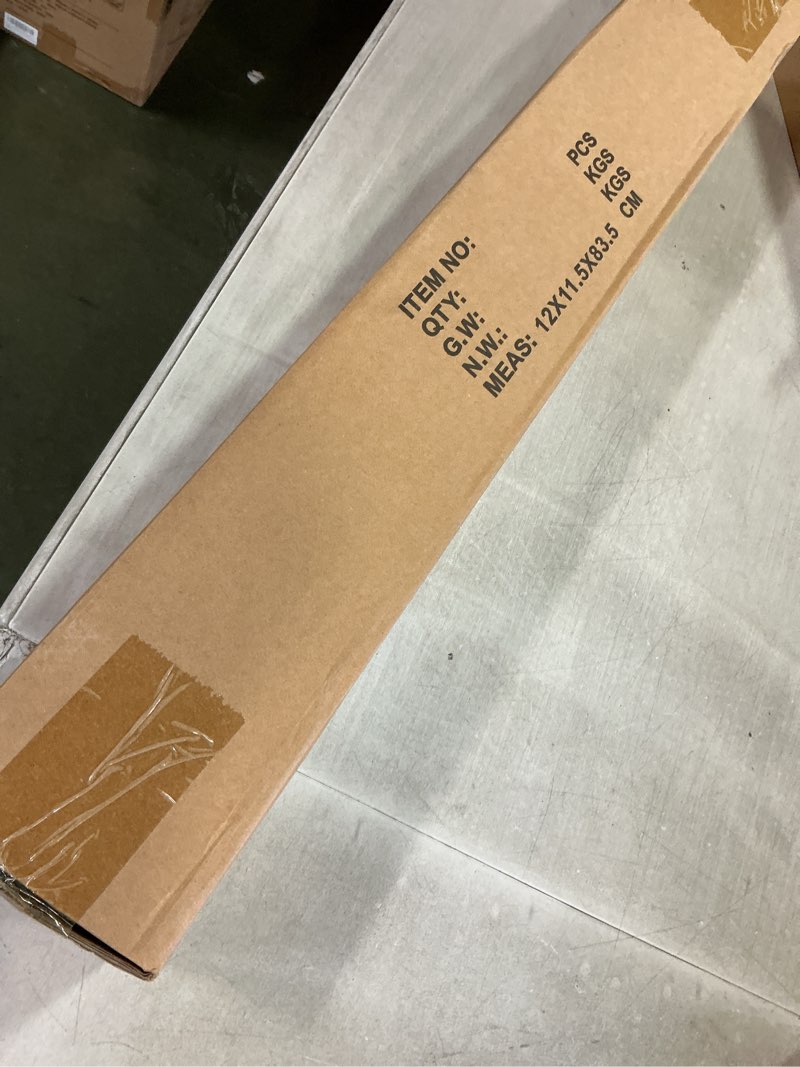 ITEM NO:
QTY: PCS
G.W: KGS
N.W.: KGS
MEAS: 12X11.5X83.5 CM